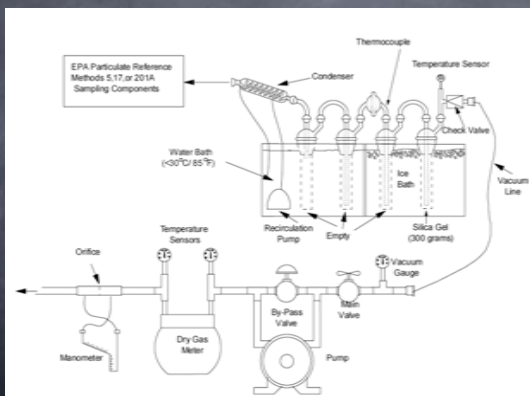 Thermocouple
Temperature Sensor
EPA Particulate Reference
Methods 5,17,or 201A
Sampling Components
Condenser
Check Valve
Water Bath
(<30°C/ 85°F)
Ice
Bath
Vacuum
Line
Recirculation
Pump
Empty
Silica Gel
(300 grams)
Temperature
Sensors
Orifice
Vacuum
Gauge
By-Pass
Valve
Main
Valve
Manometer
Dry Gas
Meter
Pump